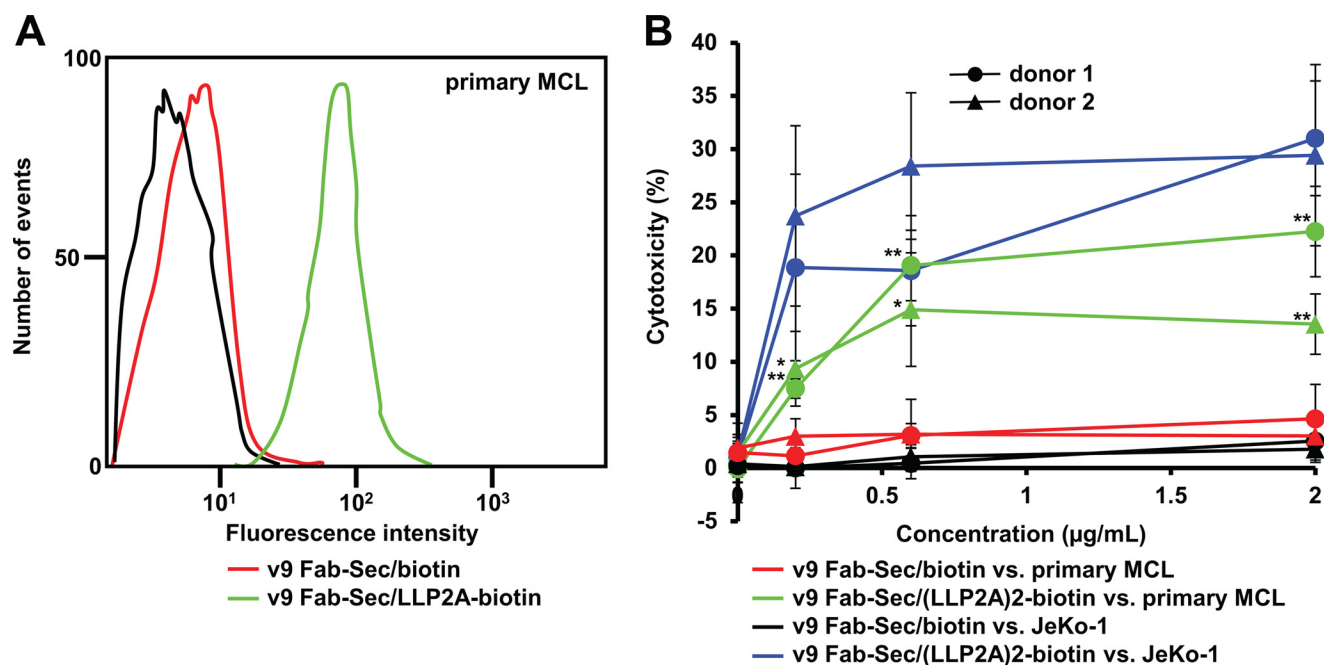 A
100
primary MCL
Number of events
50
0
10¹
10²
10³
Fluorescence intensity
v9 Fab-Sec/biotin
v9 Fab-Sec/LLP2A-biotin
B
40
35
30
25
20
15
10
5
0
-5
Cytotoxicity (%)
donor 1
donor 2
**
**
*
**
*
**
0
0.5
1
1.5
2
Concentration (µg/mL)
v9 Fab-Sec/biotin vs. primary MCL
v9 Fab-Sec/(LLP2A)2-biotin vs. primary MCL
v9 Fab-Sec/biotin vs. JeKo-1
v9 Fab-Sec/(LLP2A)2-biotin vs. JeKo-1